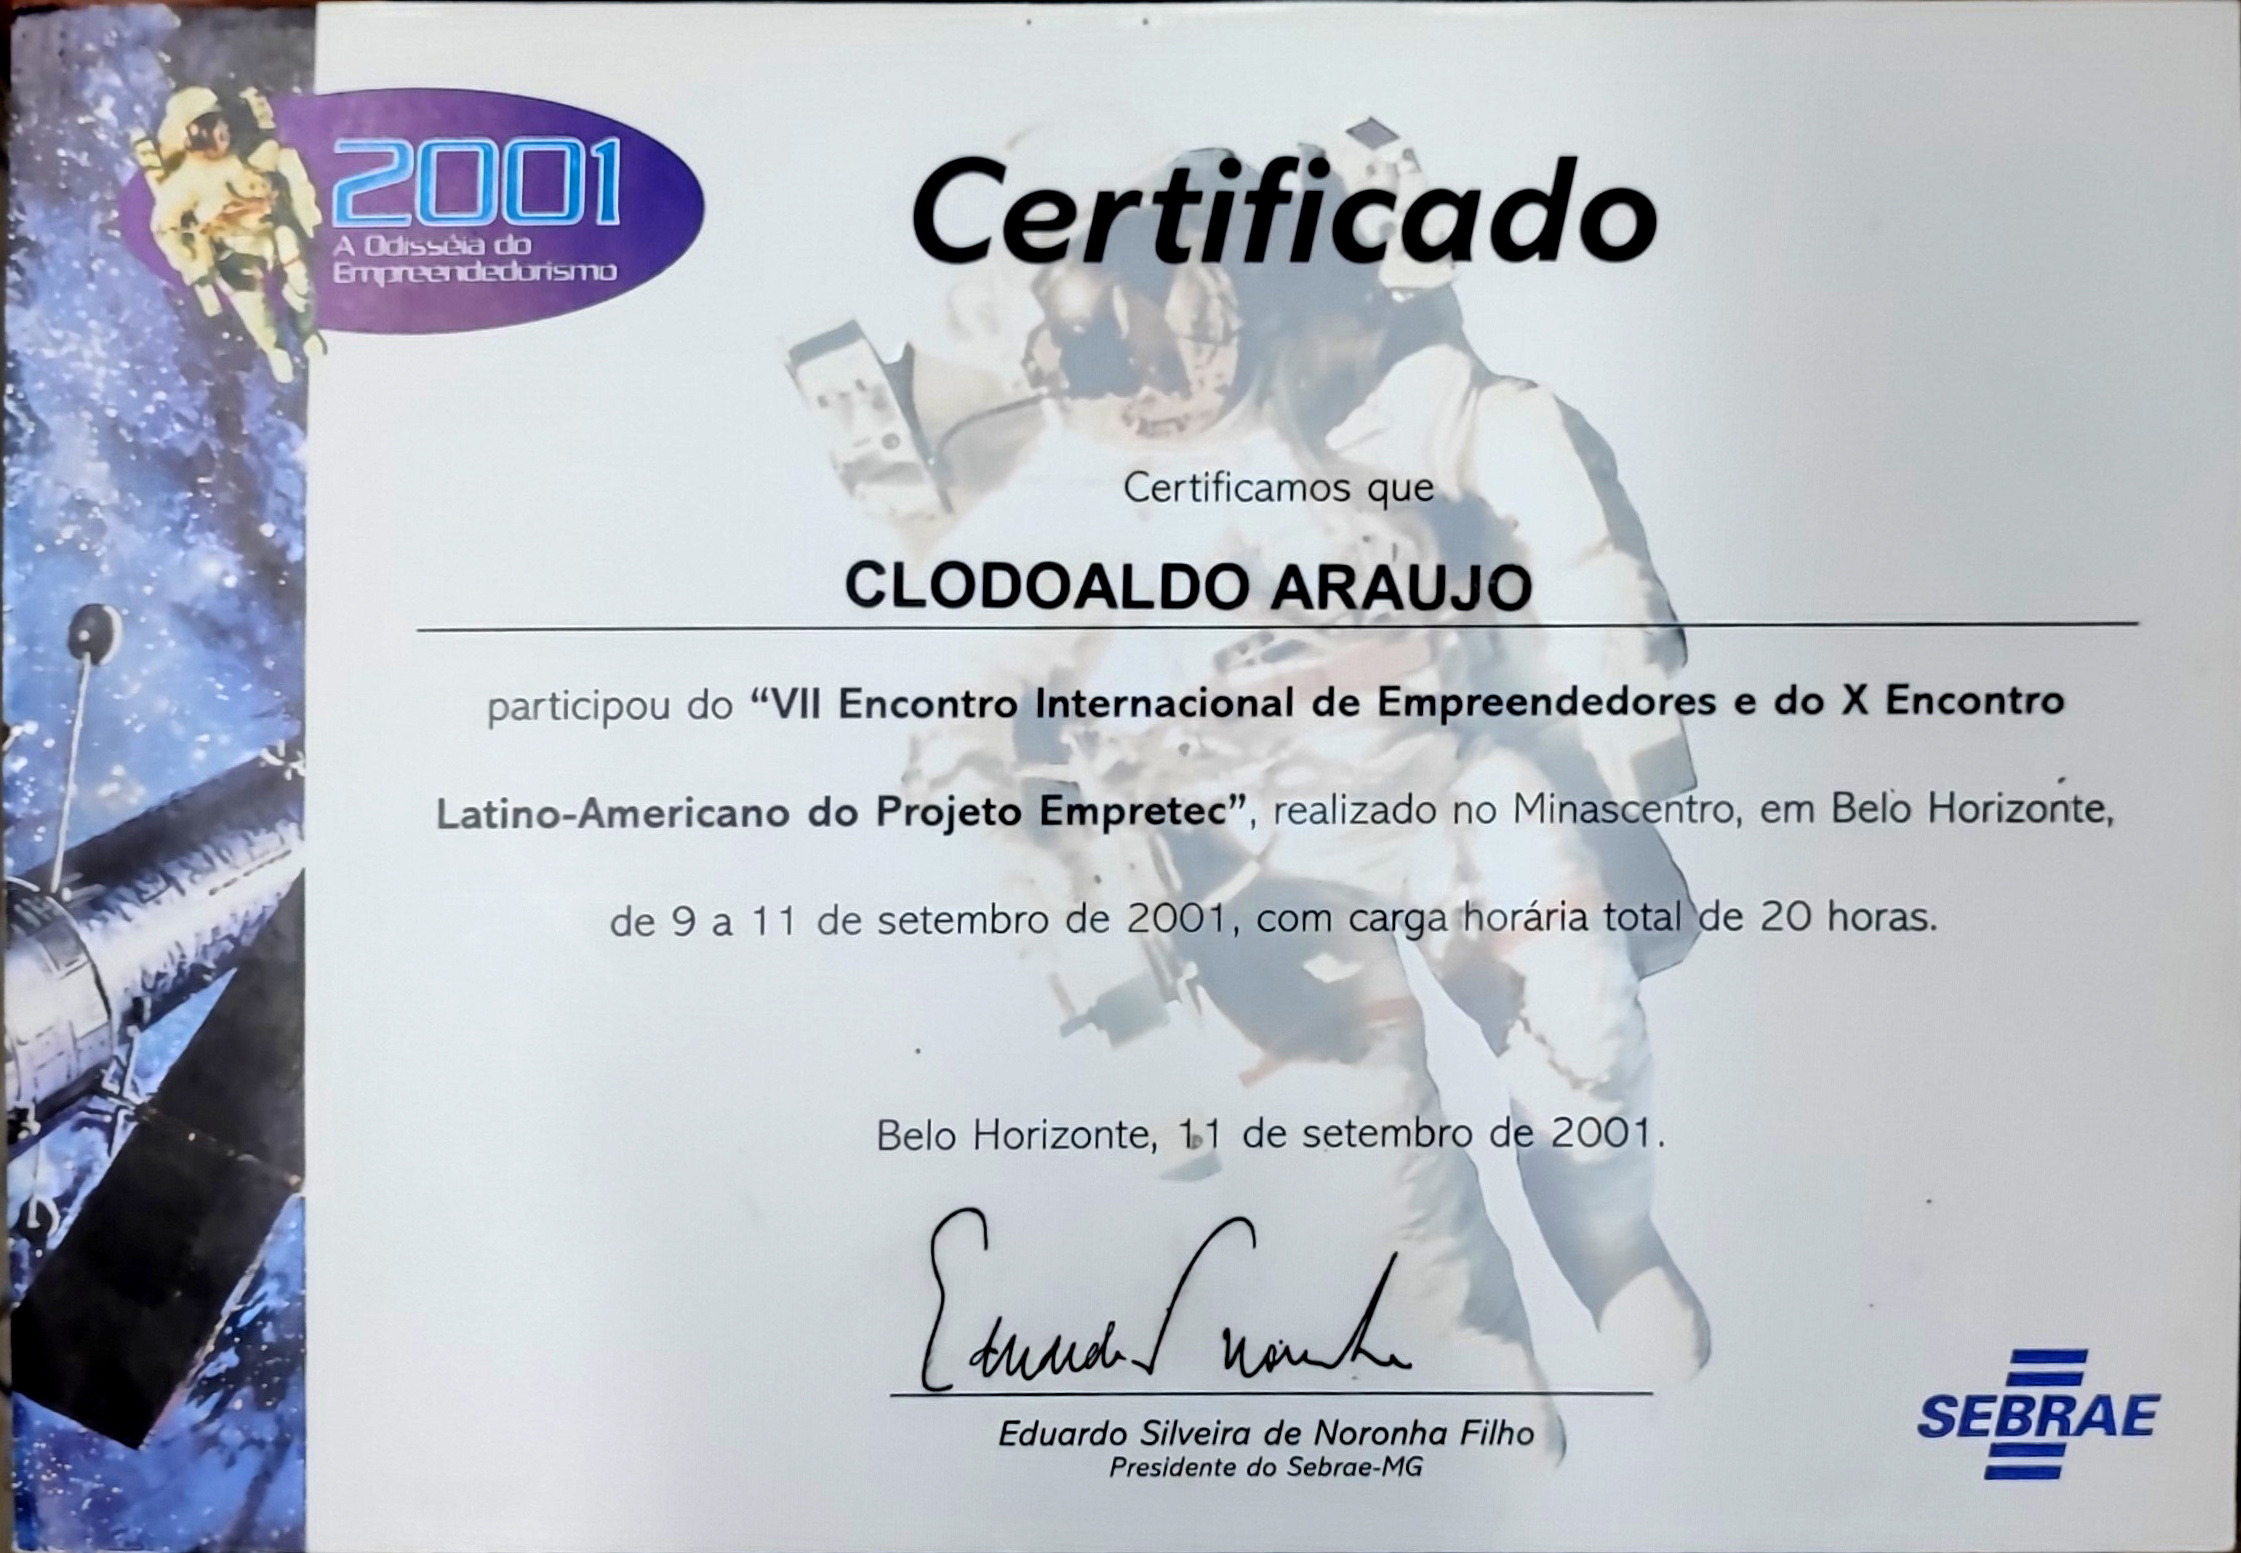 2001
A Odisséia do
Empreendedorismo
Certificado
Certificamos que
CLODOALDO ARAUJO
participou do “VII Encontro Internacional de Empreendedores e do X Encontro
Latino-Americano do Projeto Empretec”, realizado no Minascentro, em Belo Horizonte,
de 9 a 11 de setembro de 2001, com carga horária total de 20 horas.
Belo Horizonte, 11 de setembro de 2001.
Eduardo Noronha
Eduardo Silveira de Noronha Filho
Presidente do Sebrae-MG
SEBRAE